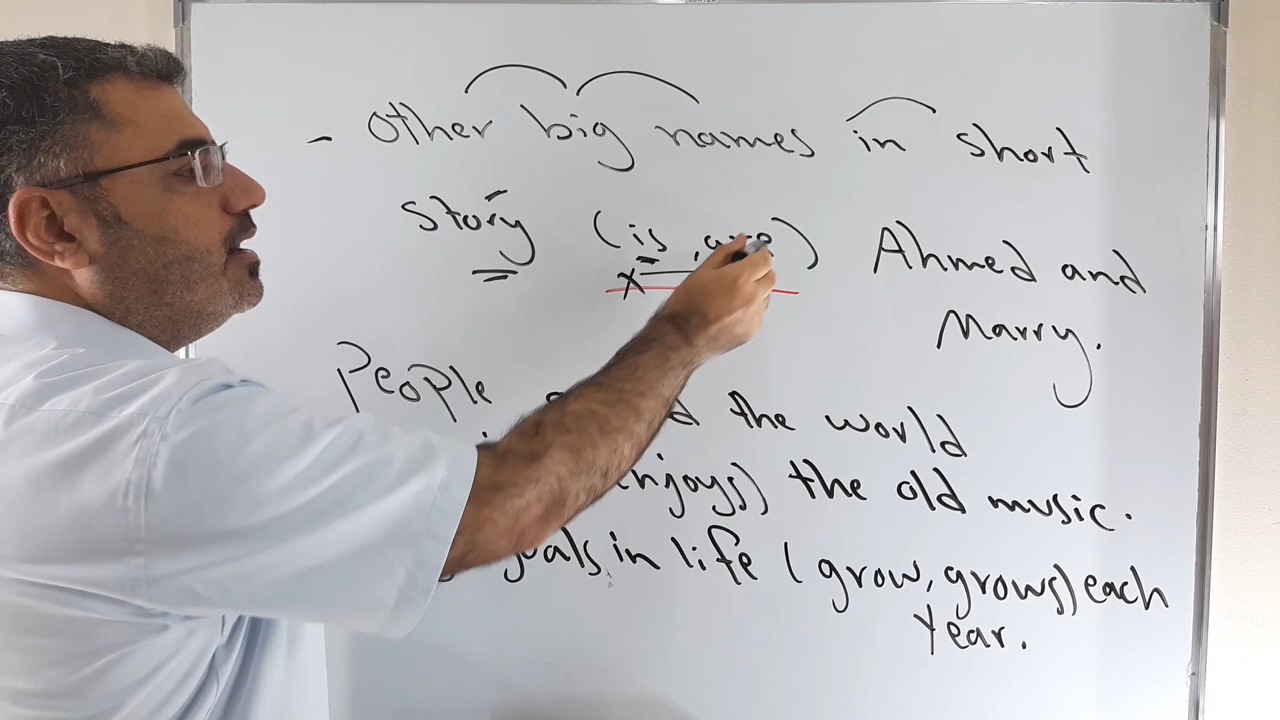 - other big names in short
story (is, are) Ahmed and
Marry.
People the world
enjoys) the old music.
goals in life (grow, grows) each
year.